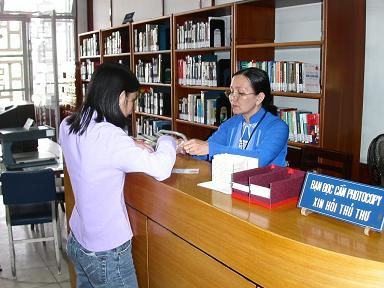 BẠN ĐỌC CẦN PHOTOCOPY
XIN HỎI THỦ THƯ